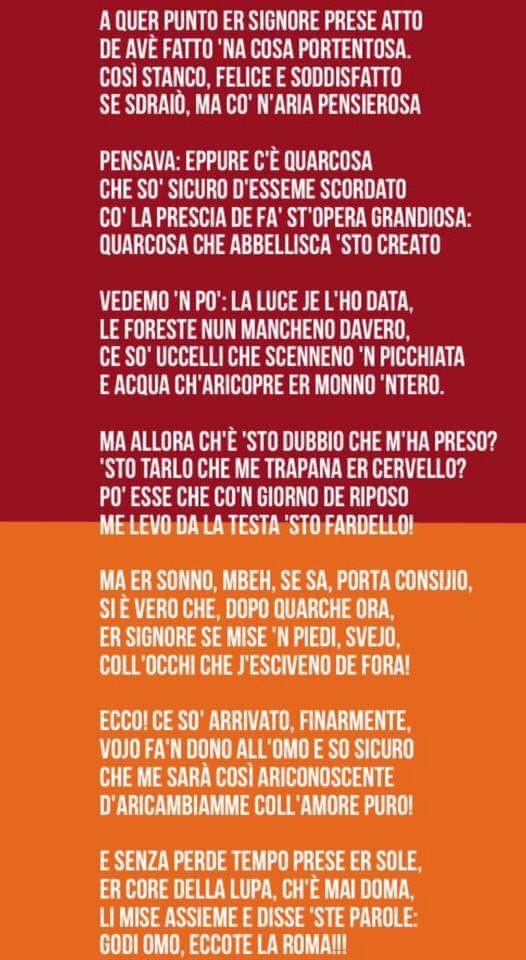 A QUER PUNTO ER SIGNORE PRESE ATTO
DE AVÈ FATTO 'NA COSA PORTENTOSA.
COSÌ STANCO, FELICE E SODDISFATTO
SE SDRAIÒ, MA CO' N'ARIA PENSIEROSA
PENSAVA: EPPURE C'È QUARCOSA
CHE SO' SICURO D'ESSEME SCORDATO
CO' LA PRESCIA DE FA' ST'OPERA GRANDIOSA:
QUARCOSA CHE ABBELLISCA 'STO CREATO
VEDEMO 'N PO': LA LUCE JE L'HO DATA,
LE FORESTE NUN MANCHENO DAVERO,
CE SO' UCCELLI CHE SCENNENO 'N PICCHIATA
E ACQUA CH'ARICOPRE ER MONNO 'NTERO.
MA ALLORA CH'È 'STO DUBBIO CHE M'HA PRESO?
'STO TARLO CHE ME TRAPANA ER CERVELLO?
PO' ESSE CHE CO'N GIORNO DE RIPOSO
ME LEVO DA LA TESTA 'STO FARDELLO!
MA ER SONNO, MBEH, SE SA, PORTA CONSIJIO,
SI È VERO CHE, DOPO QUARCHE ORA,
ER SIGNORE SE MISE 'N PIEDI, SVEJO,
COLL'OCCHI CHE J'ESCIVENO DE FORA!
ECCO! CE SO' ARRIVATO, FINARMENTE,
VOJO FA'N DONO ALL'OMO E SO SICURO
CHE ME SARÀ COSÌ ARICONOSCENTE
D'ARICAMBIAMME COLL'AMORE PURO!
E SENZA PERDE TEMPO PRESE ER SOLE,
ER CORE DELLA LUPA, CH'È MAI DOMA,
LI MISE ASSIEME E DISSE 'STE PAROLE:
GODI OMO, ECCOTE LA ROMA!!!